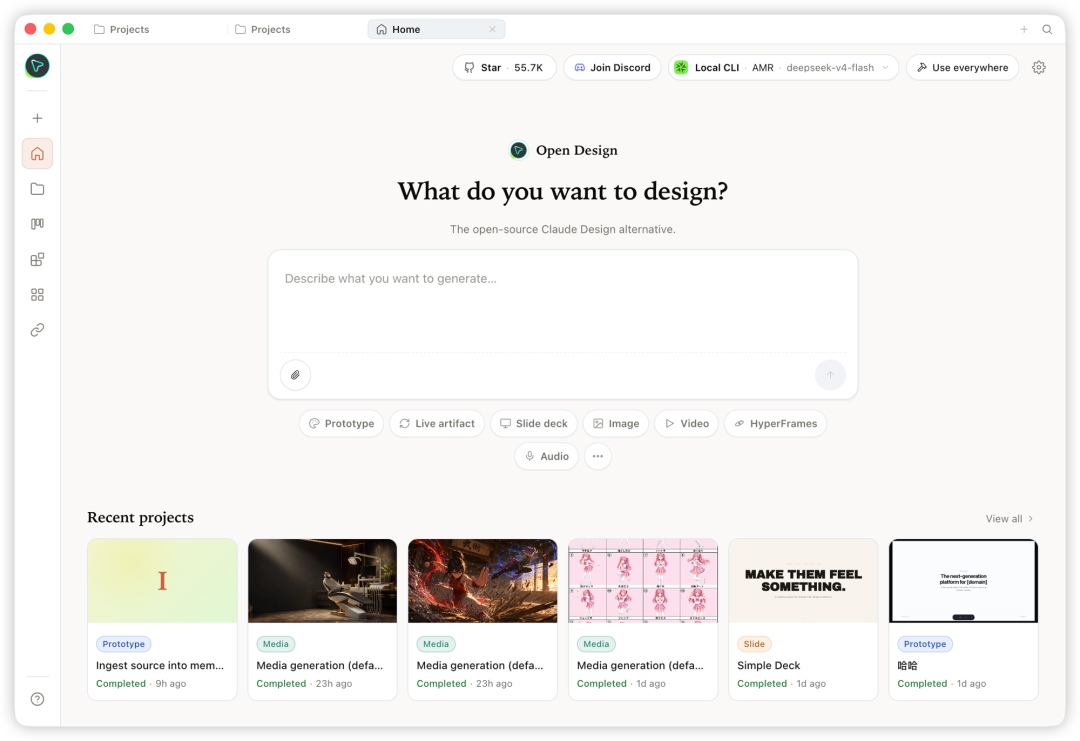 Projects
Projects
Home
Star · 55.7K
Join Discord
Local CLI · AMR · deepseek-v4-flash
Use everywhere
Open Design
What do you want to design?
The open-source Claude Design alternative.
Describe what you want to generate...
Prototype
Live artifact
Slide deck
Image
Video
HyperFrames
Audio
Recent projects
View all
I
MAKE THEM FEEL
SOMETHING.
The next-generation
platform for [domain]
Prototype
Media
Media
Media
Slide
Prototype
Ingest source into mem...
Media generation (defa...
Media generation (defa...
Media generation (defa...
Simple Deck
哈哈
Completed · 9h ago
Completed · 23h ago
Completed · 23h ago
Completed · 1d ago
Completed · 1d ago
Completed · 1d ago